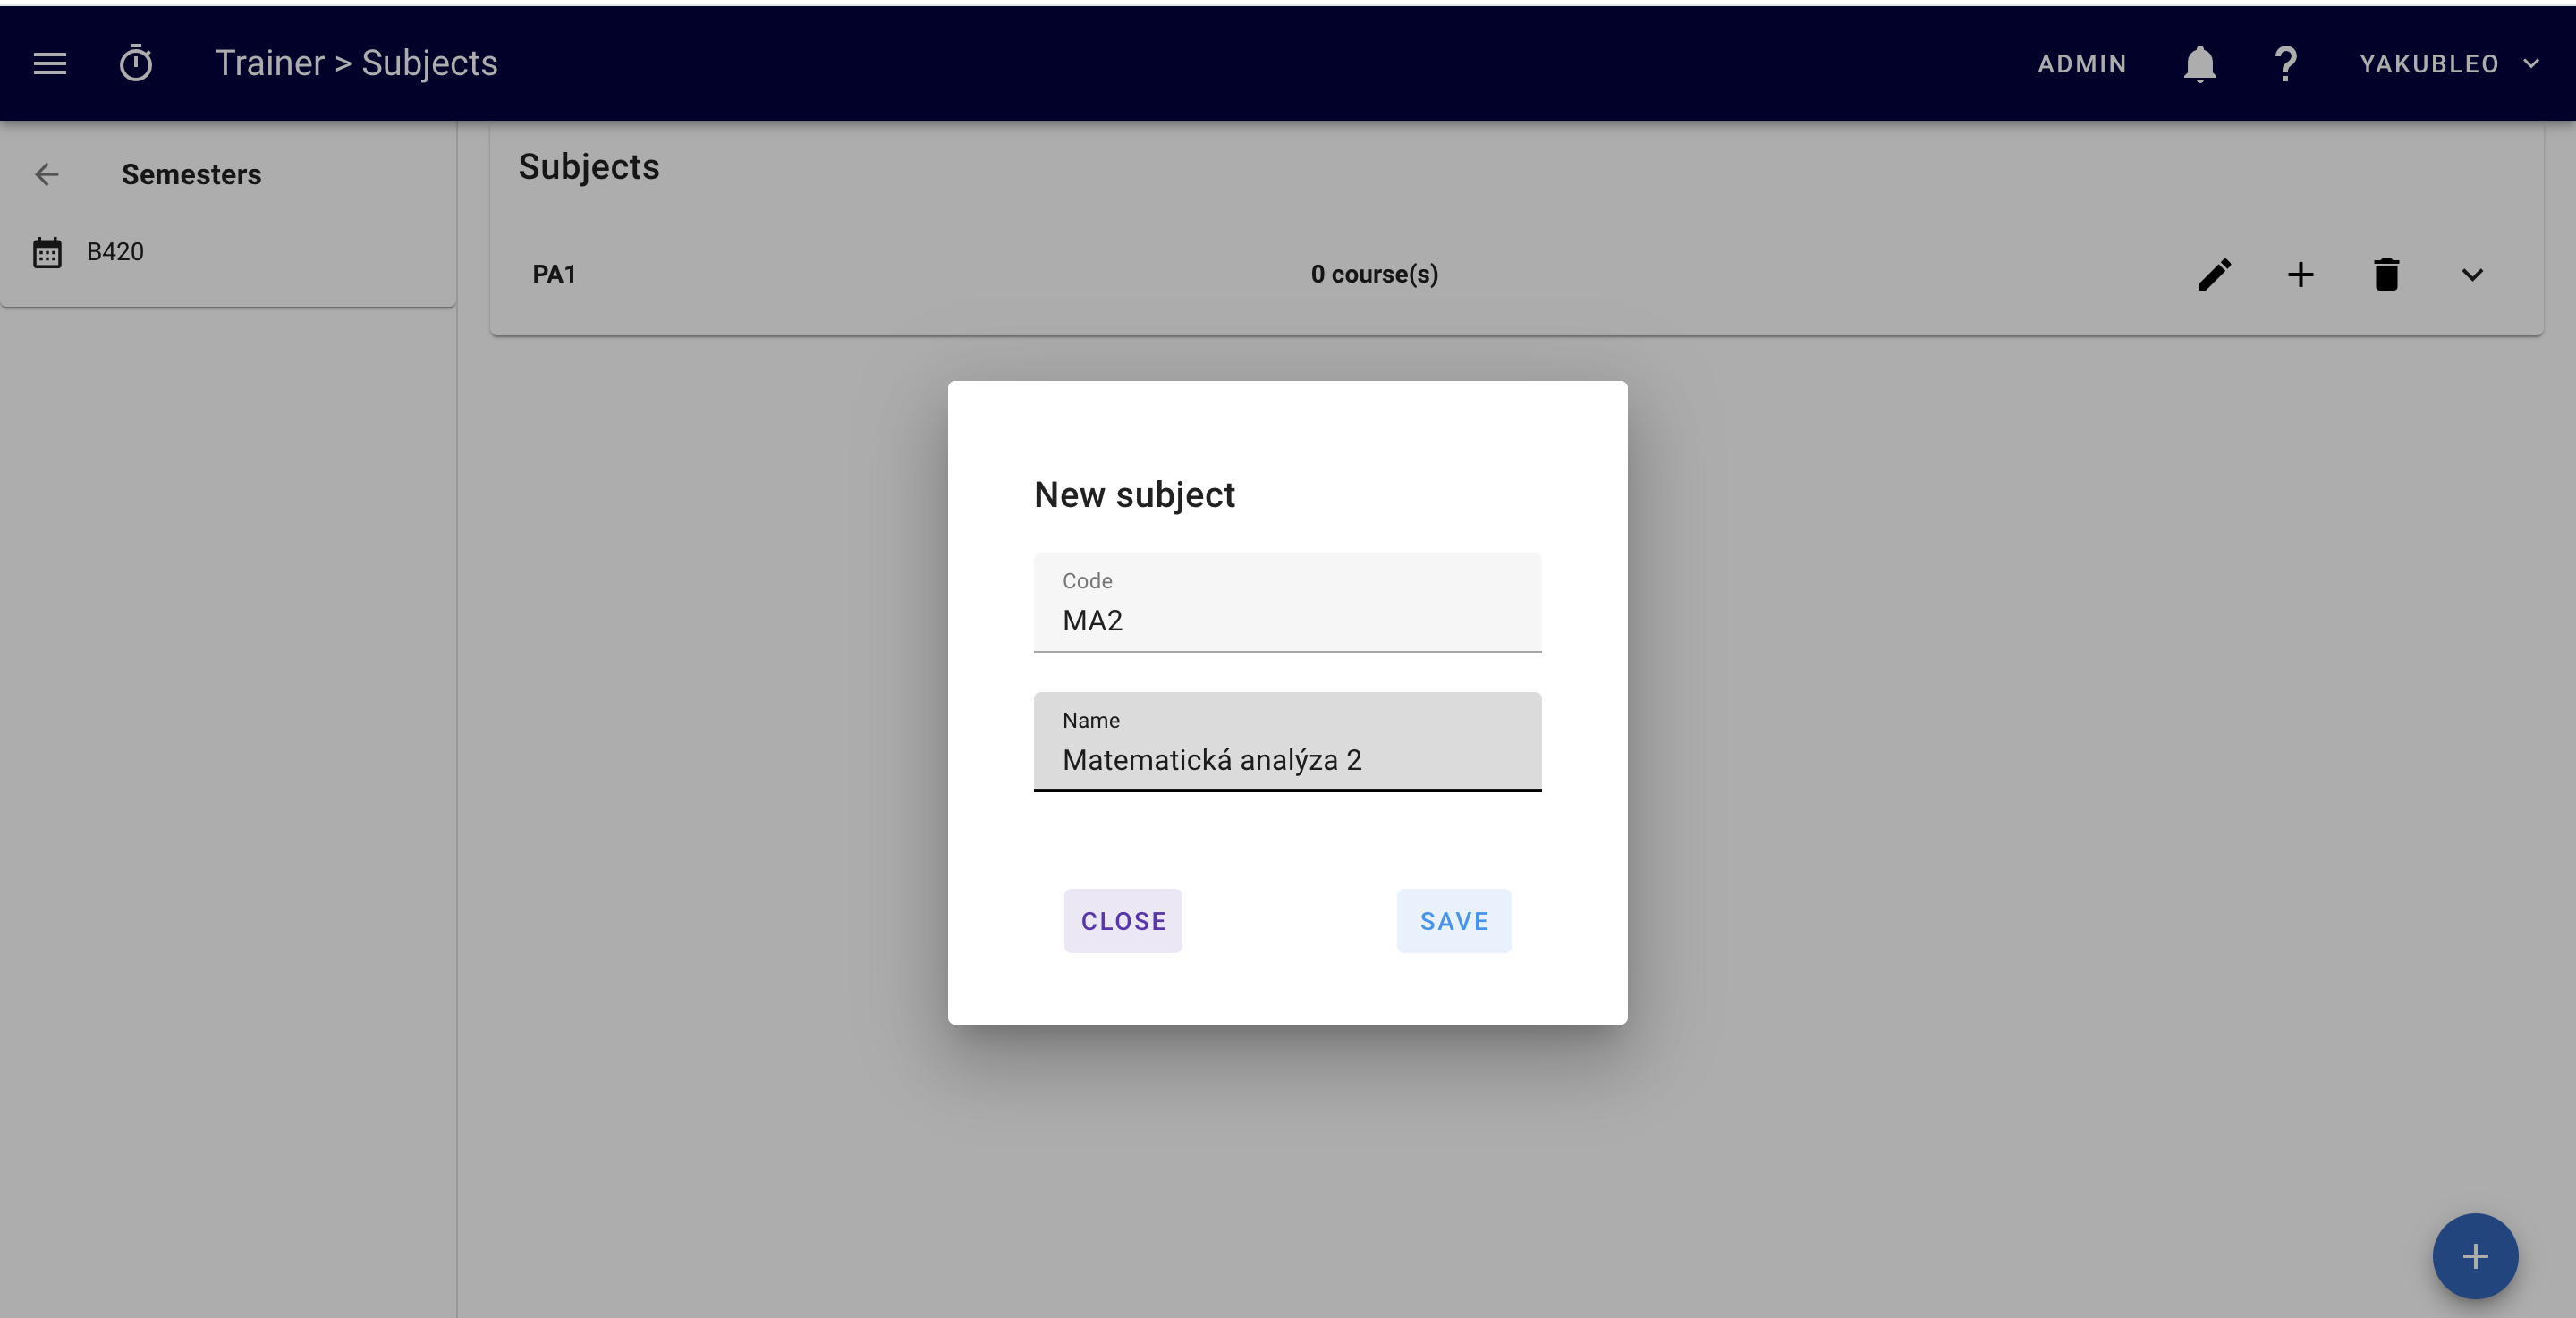 Trainer > Subjects
ADMIN
?
YAKUBLEO
Semesters
B420
Subjects
PA1
0 course(s)
New subject
Code
MA2
Name
Matematická analýza 2
CLOSE
SAVE